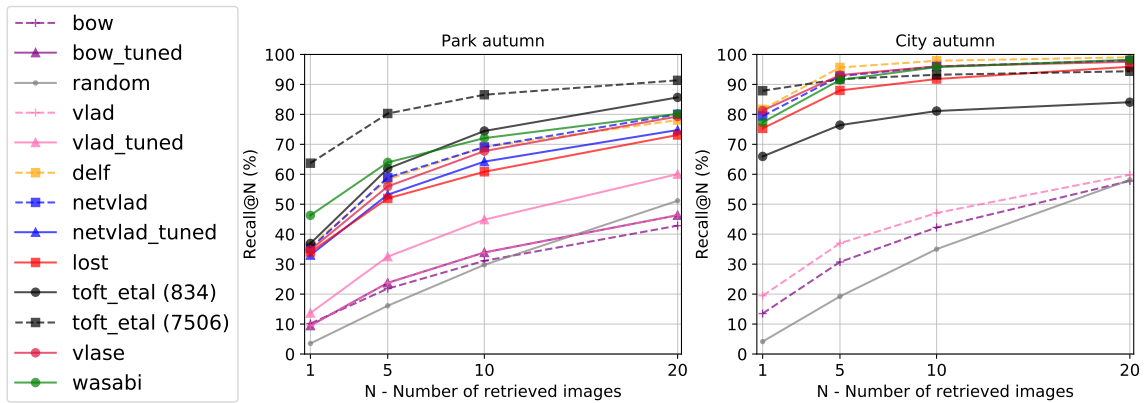 bow
bow_tuned
random
vlad
vlad_tuned
delf
netvlad
netvlad_tuned
lost
toft_etal (834)
toft_etal (7506)
vlase
wasabi
Park autumn
100
90
80
70
60
50
40
30
20
10
0
Recall@N (%)
1 5 10 20
N - Number of retrieved images
City autumn
100
90
80
70
60
50
40
30
20
10
0
Recall@N (%)
1 5 10 20
N - Number of retrieved images